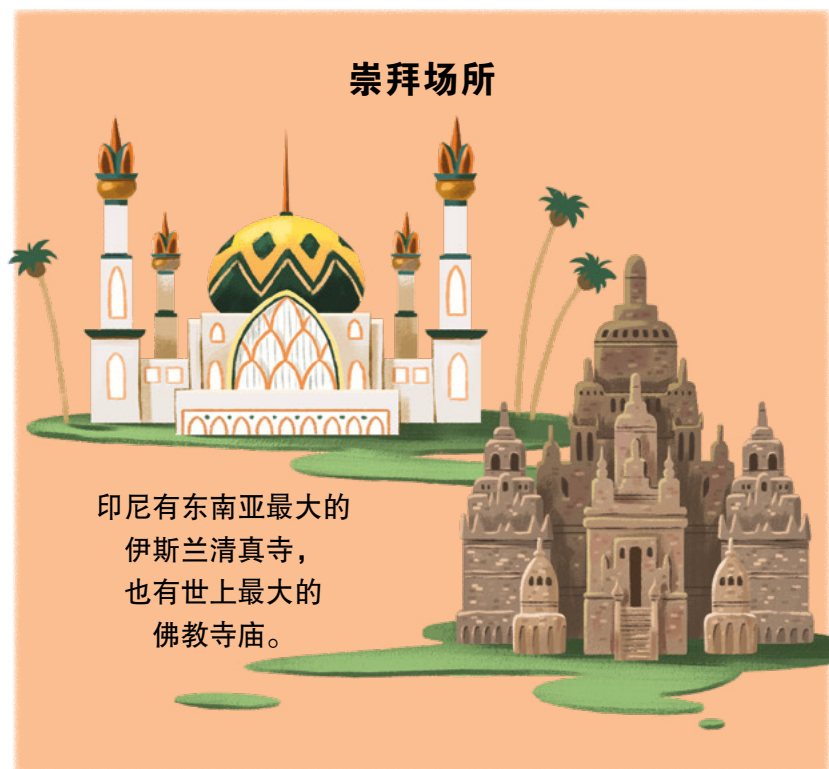 崇拜场所
印尼有东南亚最大的
伊斯兰清真寺，
也有世上最大的
佛教寺庙。